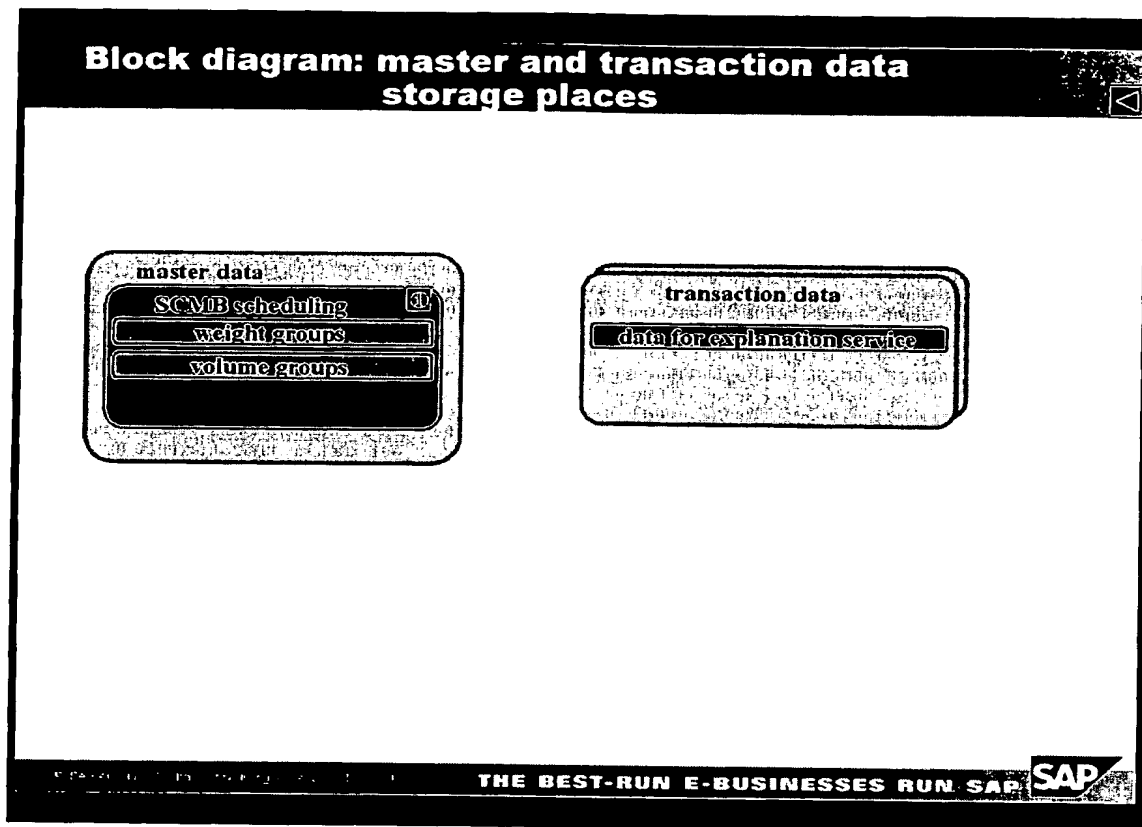 Block diagram: master and transaction data
storage places
master data
SCMB scheduling
weight groups
volume groups
transaction data
data for explanation service
THE BEST-RUN E-BUSINESSES RUN SAP
SAP